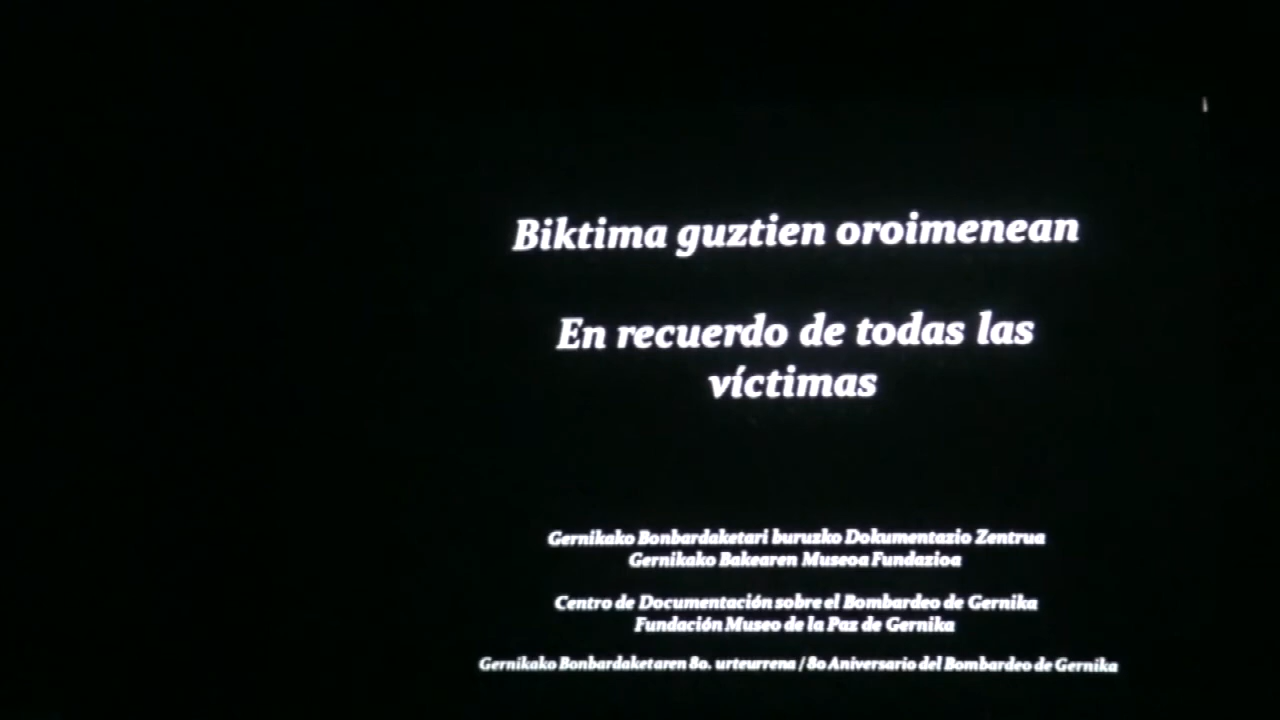 Biktima guztien oroimenean
En recuerdo de todas las
víctimas
Gernikako Bonbardaketari buruzko Dokumentazio Zentrua
Gernikako Bakearen Museoa Fundazioa
Centro de Documentación sobre el Bombardeo de Gernika
Fundación Museo de la Paz de Gernika
Gernikako Bonbardaketaren 80. urteurrena / 80 Aniversario del Bombardeo de Gernika